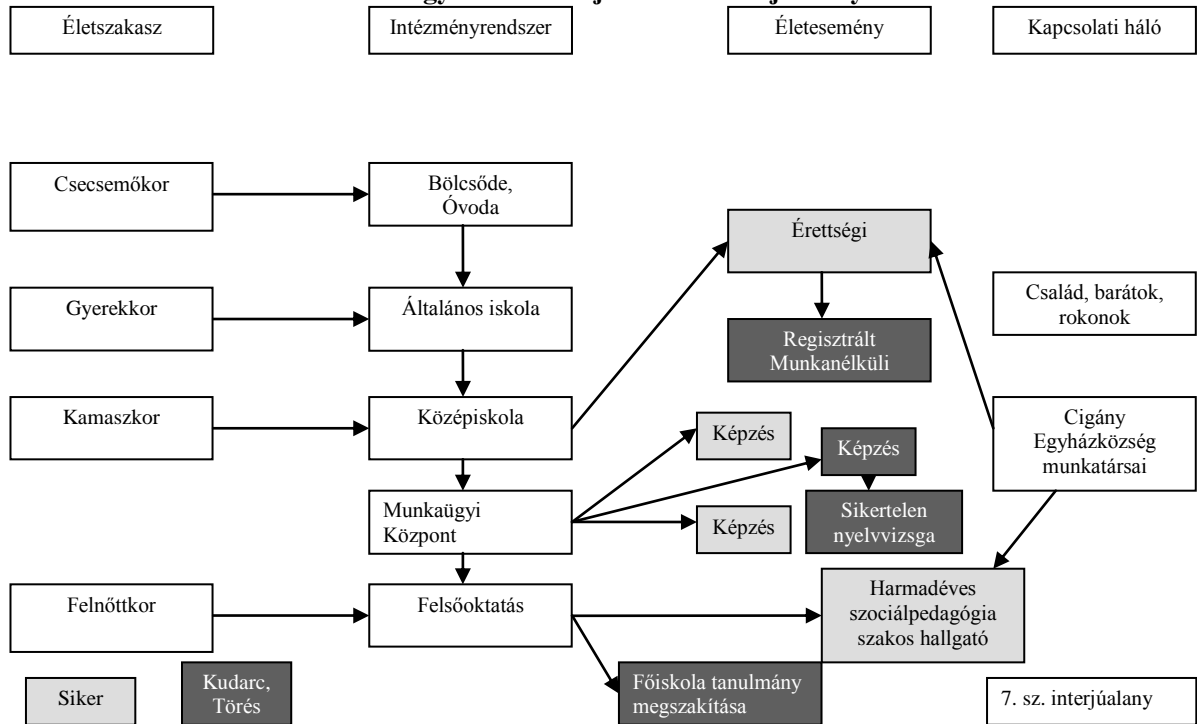 Életszakasz
Intézményrendszer
Életesemény
Kapcsolati háló
Csecsemőkor
Bölcsőde,
Óvoda
Érettségi
Gyerekkor
Általános iskola
Család, barátok,
rokonok
Regisztrált
Munkanélküli
Kamaszkor
Középiskola
Képzés
Képzés
Cigány
Egyházközség
munkatársai
Munkaügyi
Központ
Képzés
Sikertelen
nyelvvizsga
Felnőttkor
Felsőoktatás
Harmadéves
szociálpedagógia
szakos hallgató
Siker
Kudarc,
Törés
Főiskola tanulmány
megszakítása
7. sz. interjúalany